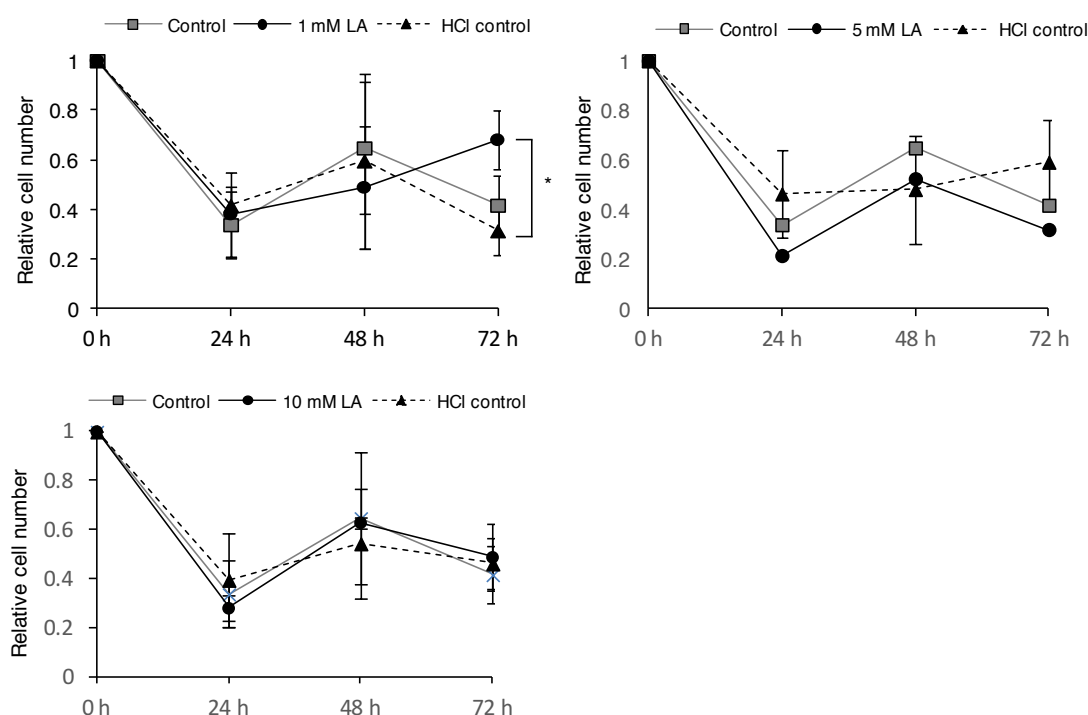 Control 1 mM LA HCl control
1
0.8
0.6
0.4
0.2
0
Relative cell number
*
0 h 24 h 48 h 72 h
Control 5 mM LA HCl control
1
0.8
0.6
0.4
0.2
0
Relative cell number
0 h 24 h 48 h 72 h
Control 10 mM LA HCl control
1
0.8
0.6
0.4
0.2
0
Relative cell number
0 h 24 h 48 h 72 h